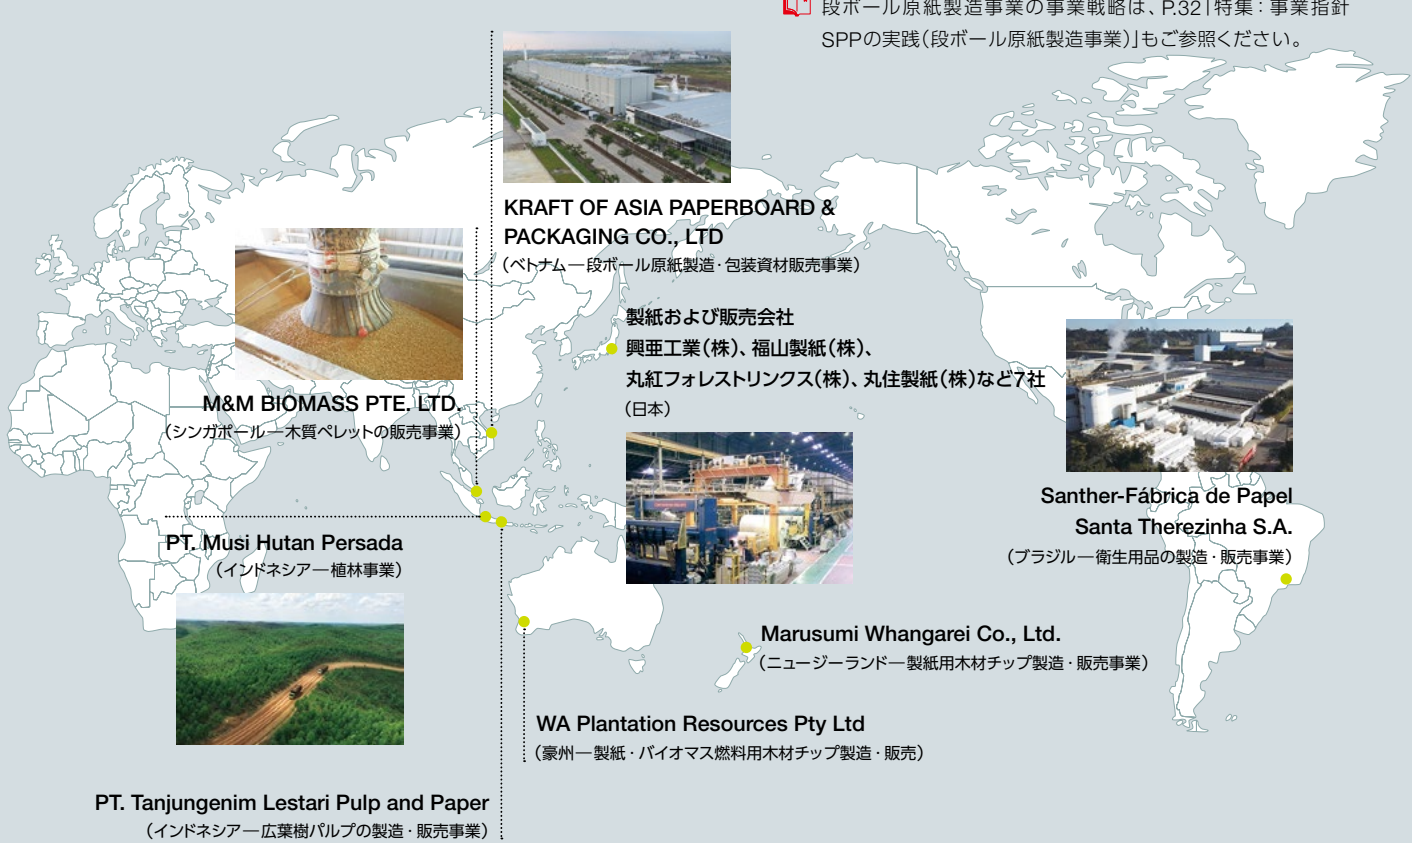 段ボール原紙製造事業の事業戦略は、P.32「特集：事業指針
SPPの実践（段ボール原紙製造事業）」もご参照ください。
KRAFT OF ASIA PAPERBOARD &
PACKAGING CO., LTD
（ベトナム―段ボール原紙製造・包装資材販売事業）
製紙および販売会社
興亜工業（株）、福山製紙（株）、
丸紅フォレストリンクス（株）、丸住製紙（株）など7社
（日本）
M&M BIOMASS PTE. LTD.
（シンガポール―木質ペレットの販売事業）
Santher-Fábrica de Papel
Santa Therezinha S.A.
（ブラジル―衛生用品の製造・販売事業）
PT. Musi Hutan Persada
（インドネシア―植林事業）
Marusumi Whangarei Co., Ltd.
（ニュージーランド―製紙用木材チップ製造・販売事業）
WA Plantation Resources Pty Ltd
（豪州―製紙・バイオマス燃料用木材チップ製造・販売）
PT. Tanjungenim Lestari Pulp and Paper
（インドネシア―広葉樹パルプの製造・販売事業）